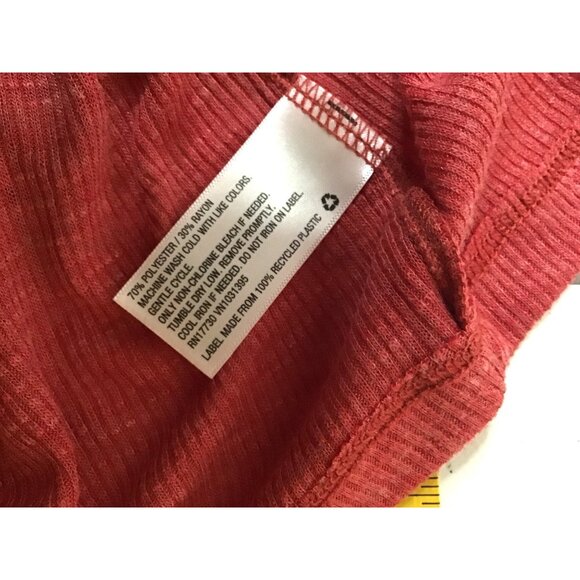 70% POLYESTER / 30% RAYON
MACHINE WASH COLD WITH LIKE COLORS.
GENTLE CYCLE.
ONLY NON-CHLORINE BLEACH IF NEEDED.
TUMBLE DRY LOW. REMOVE PROMPTLY.
COOL IRON IF NEEDED. DO NOT IRON ON LABEL.
RN17730 VN1031395
LABEL MADE FROM 100% RECYCLED PLASTIC